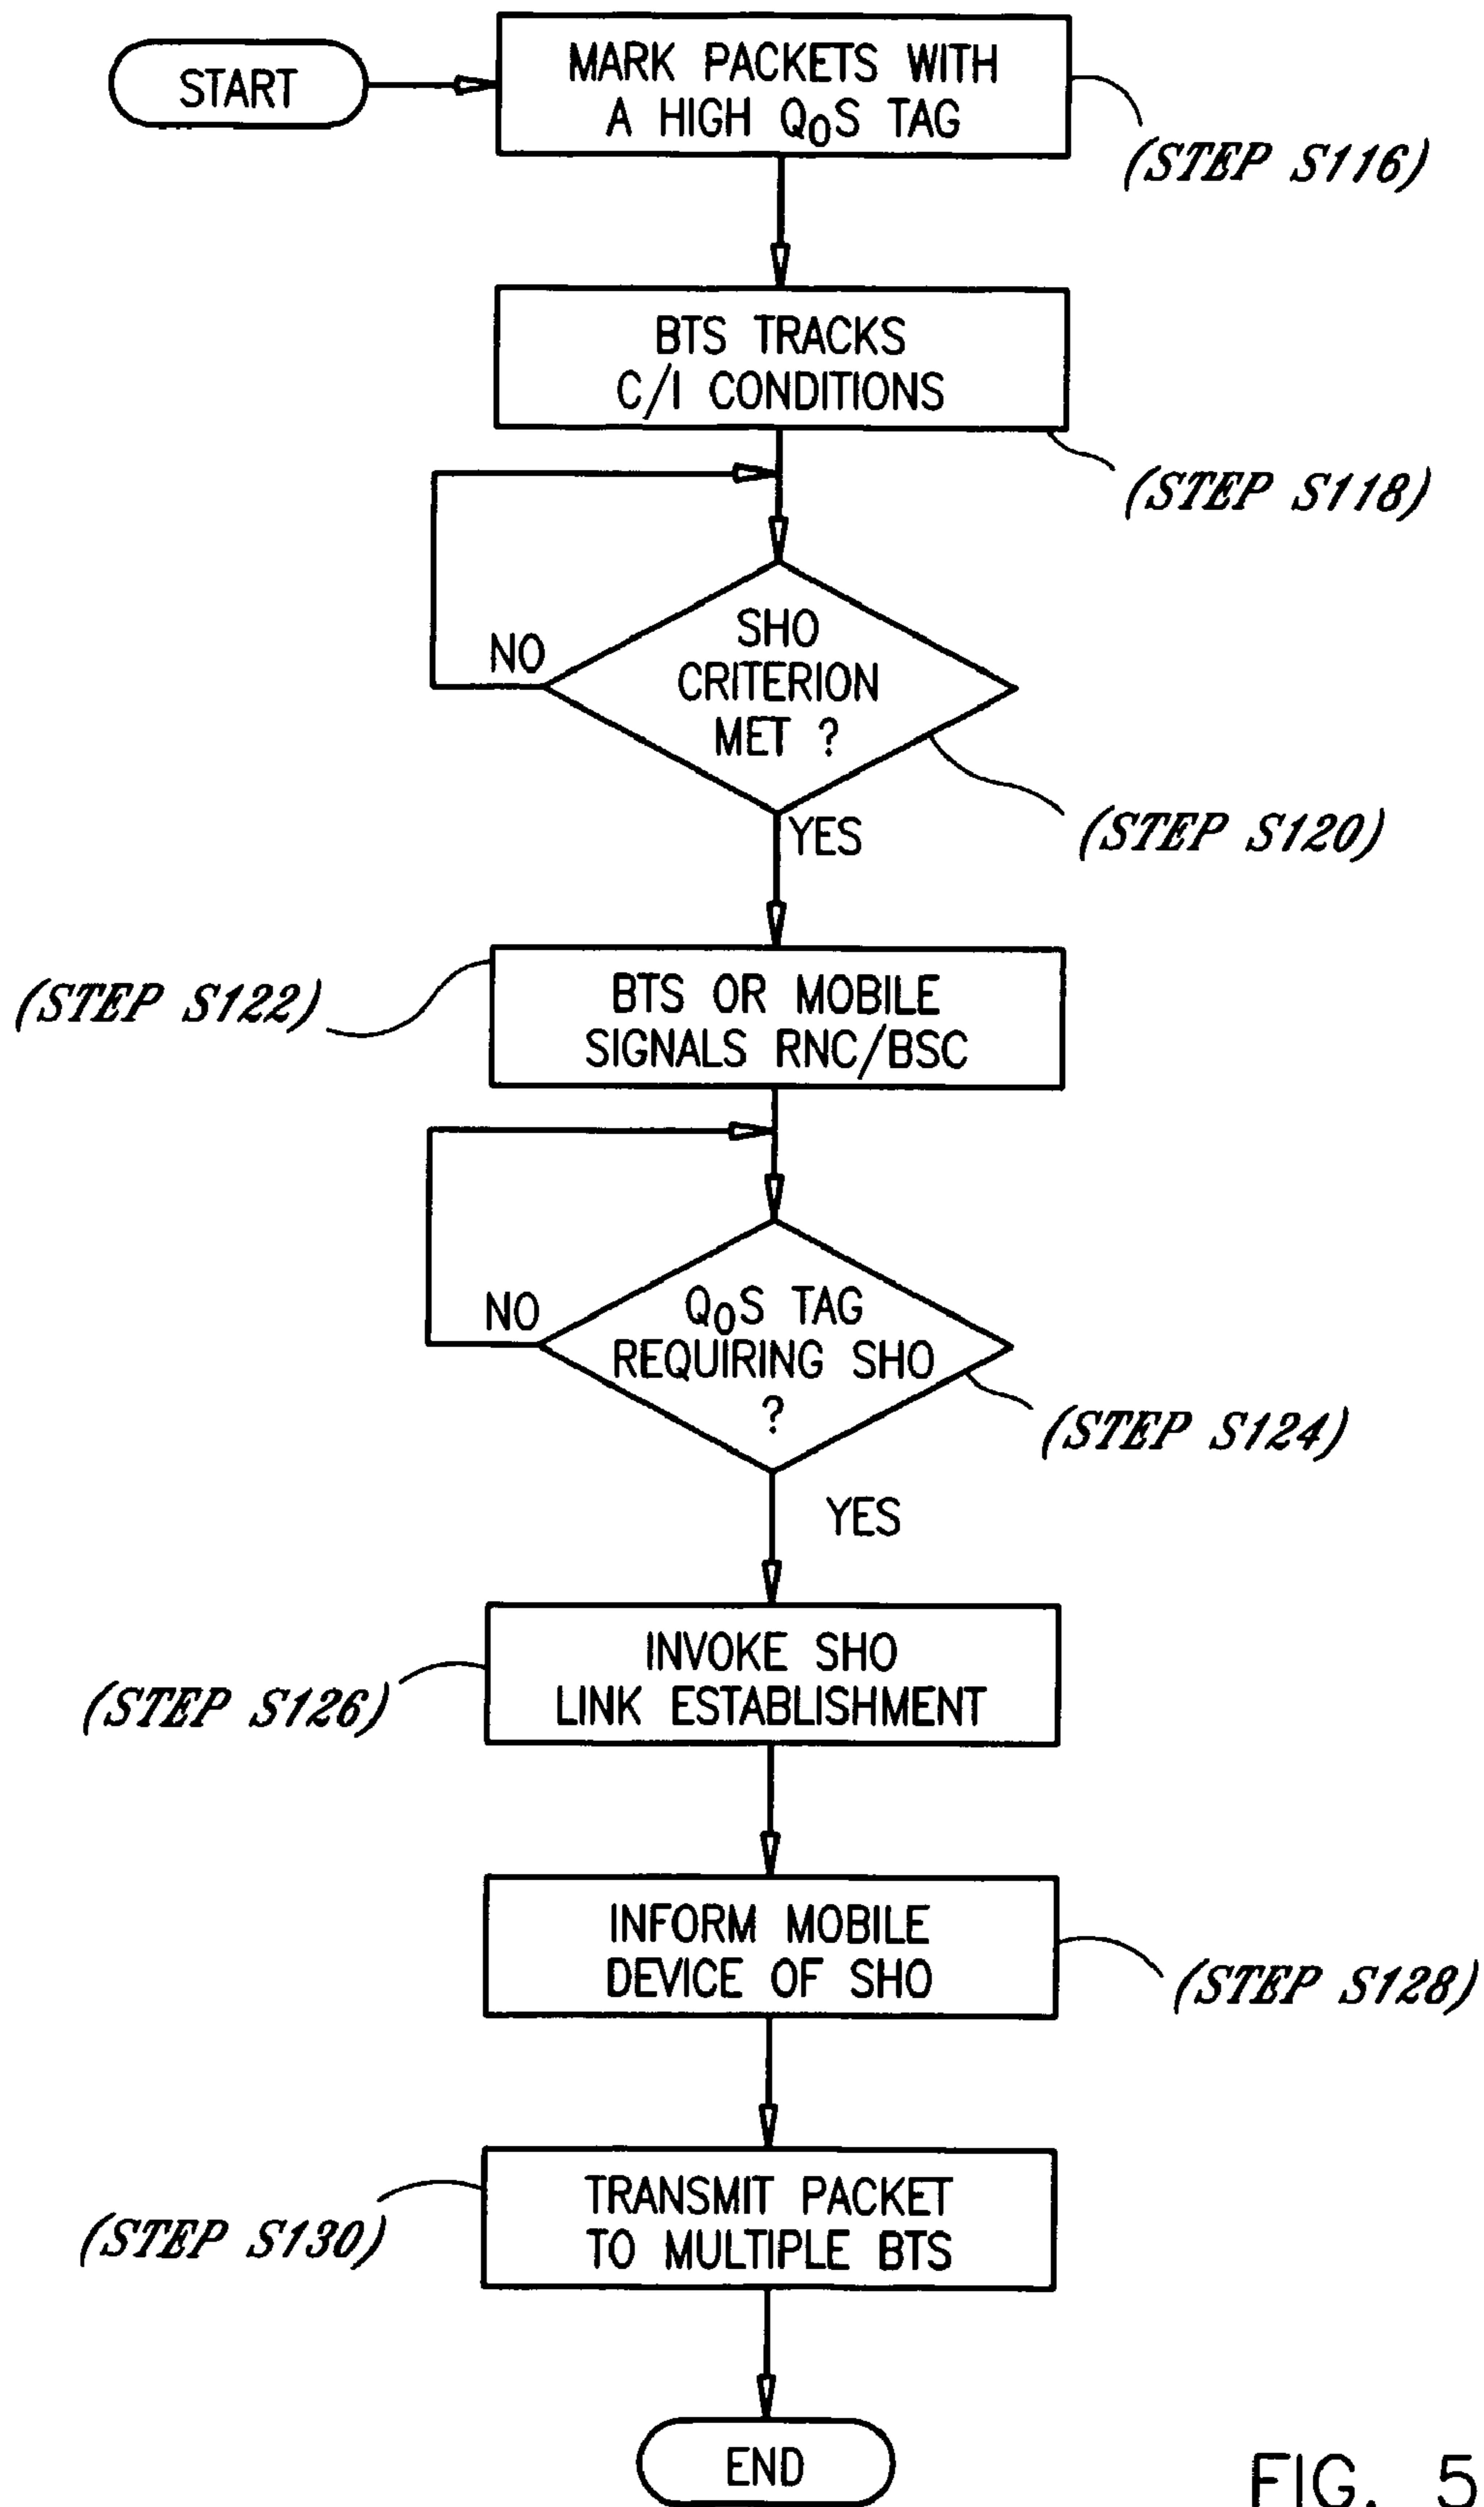 START
MARK PACKETS WITH
A HIGH QoS TAG
(STEP S116)
BTS TRACKS
C/I CONDITIONS
(STEP S118)
SHO
CRITERION
MET ?
NO
(STEP S120)
YES
BTS OR MOBILE
SIGNALS RNC/BSC
(STEP S122)
QoS TAG
REQUIRING SHO
?
NO
(STEP S124)
YES
INVOKE SHO
LINK ESTABLISHMENT
(STEP S126)
INFORM MOBILE
DEVICE OF SHO
(STEP S128)
TRANSMIT PACKET
TO MULTIPLE BTS
(STEP S130)
END
FIG. 5